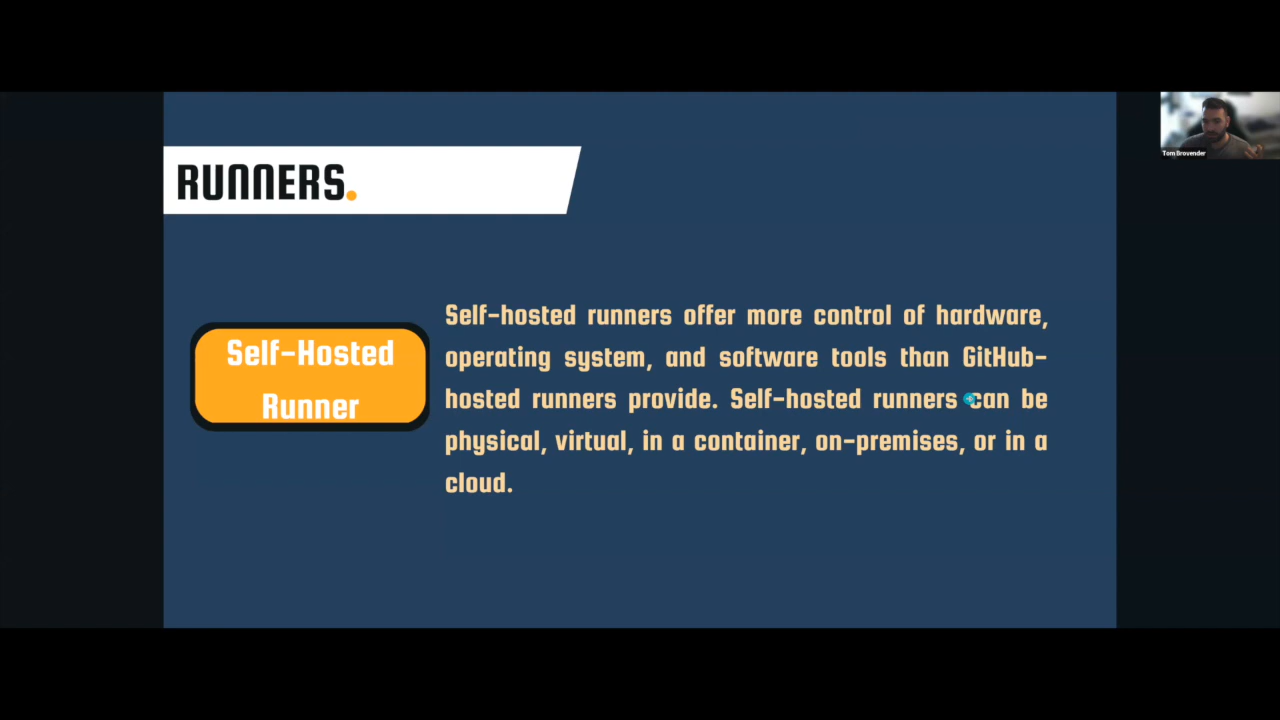 RUNNERS.
Self-Hosted
Runner
Self-hosted runners offer more control of hardware,
operating system, and software tools than GitHub-
hosted runners provide. Self-hosted runners can be
physical, virtual, in a container, on-premises, or in a
cloud.
Tom Brovender